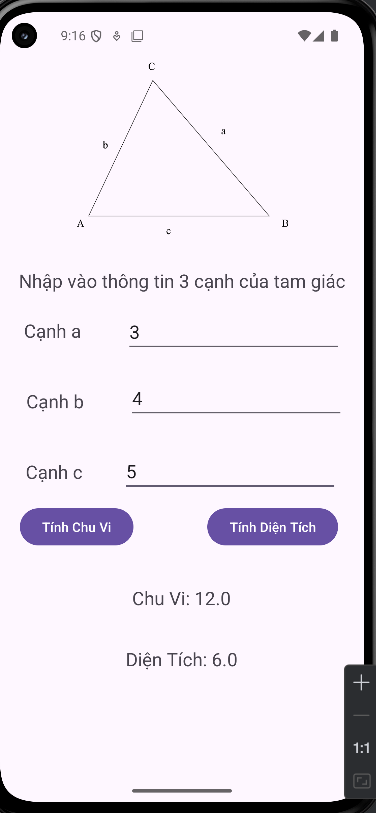 9:16
C
b
a
A
B
c
Nhập vào thông tin 3 cạnh của tam giác
Cạnh a 3
Cạnh b 4
Cạnh c 5
Tính Chu Vi Tính Diện Tích
Chu Vi: 12.0
Diện Tích: 6.0
1:1